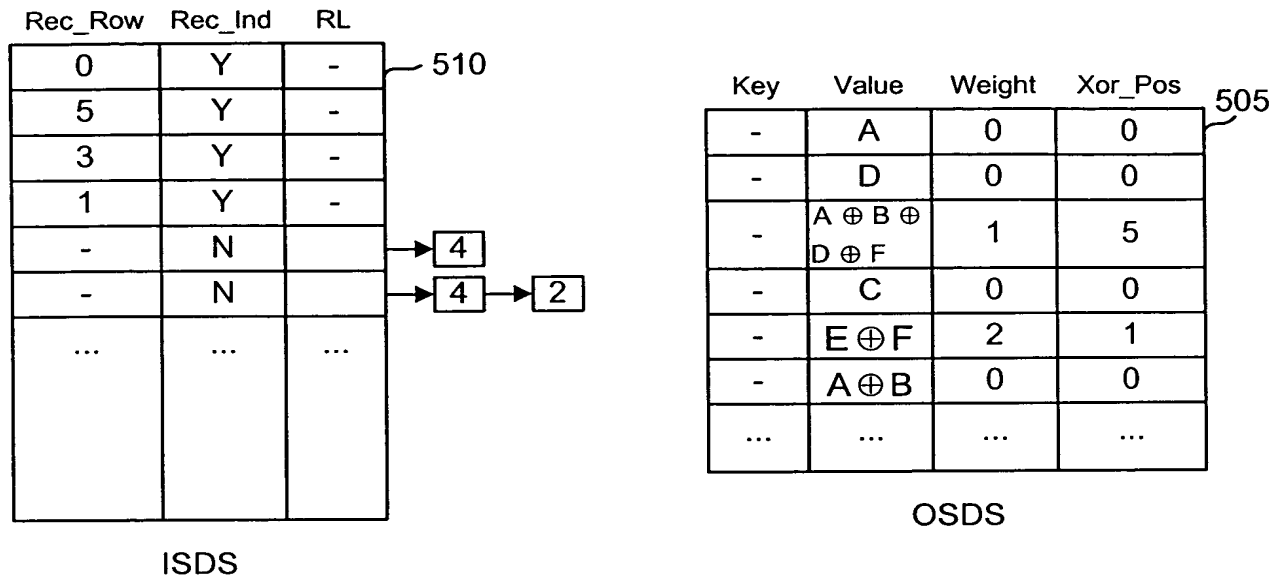 Rec_Row Rec_Ind RL
0 Y -
510
5 Y -
3 Y -
1 Y -
- N
4
- N
4 2
... ... ...
ISDS
Key Value Weight Xor_Pos
505
- A 0 0
- D 0 0
- A ⊕ B ⊕ 1 5
D ⊕ F
- C 0 0
- E ⊕ F 2 1
- A ⊕ B 0 0
... ... ... ...
OSDS